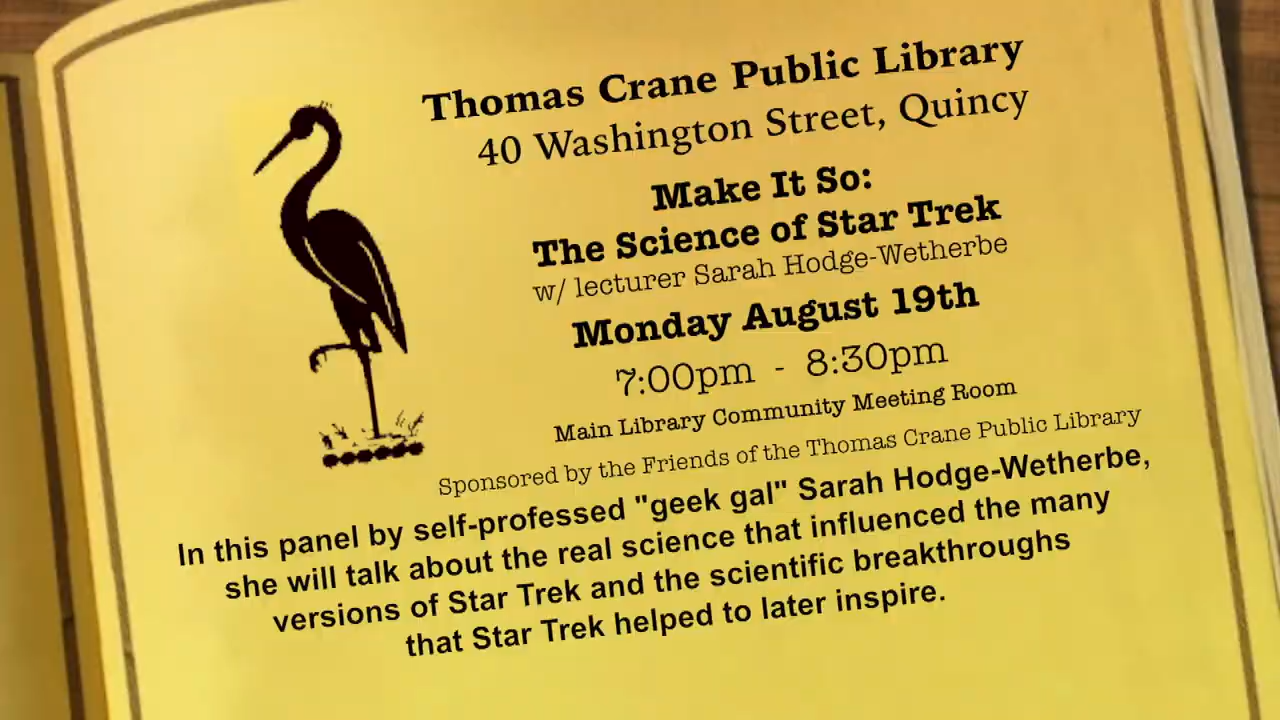 Thomas Crane Public Library
40 Washington Street, Quincy
Make It So:
The Science of Star Trek
w/ lecturer Sarah Hodge-Wetherbe
Monday August 19th
7:00pm - 8:30pm
Main Library Community Meeting Room
Sponsored by the Friends of the Thomas Crane Public Library
In this panel by self-professed "geek gal" Sarah Hodge-Wetherbe,
she will talk about the real science that influenced the many
versions of Star Trek and the scientific breakthroughs
that Star Trek helped to later inspire.